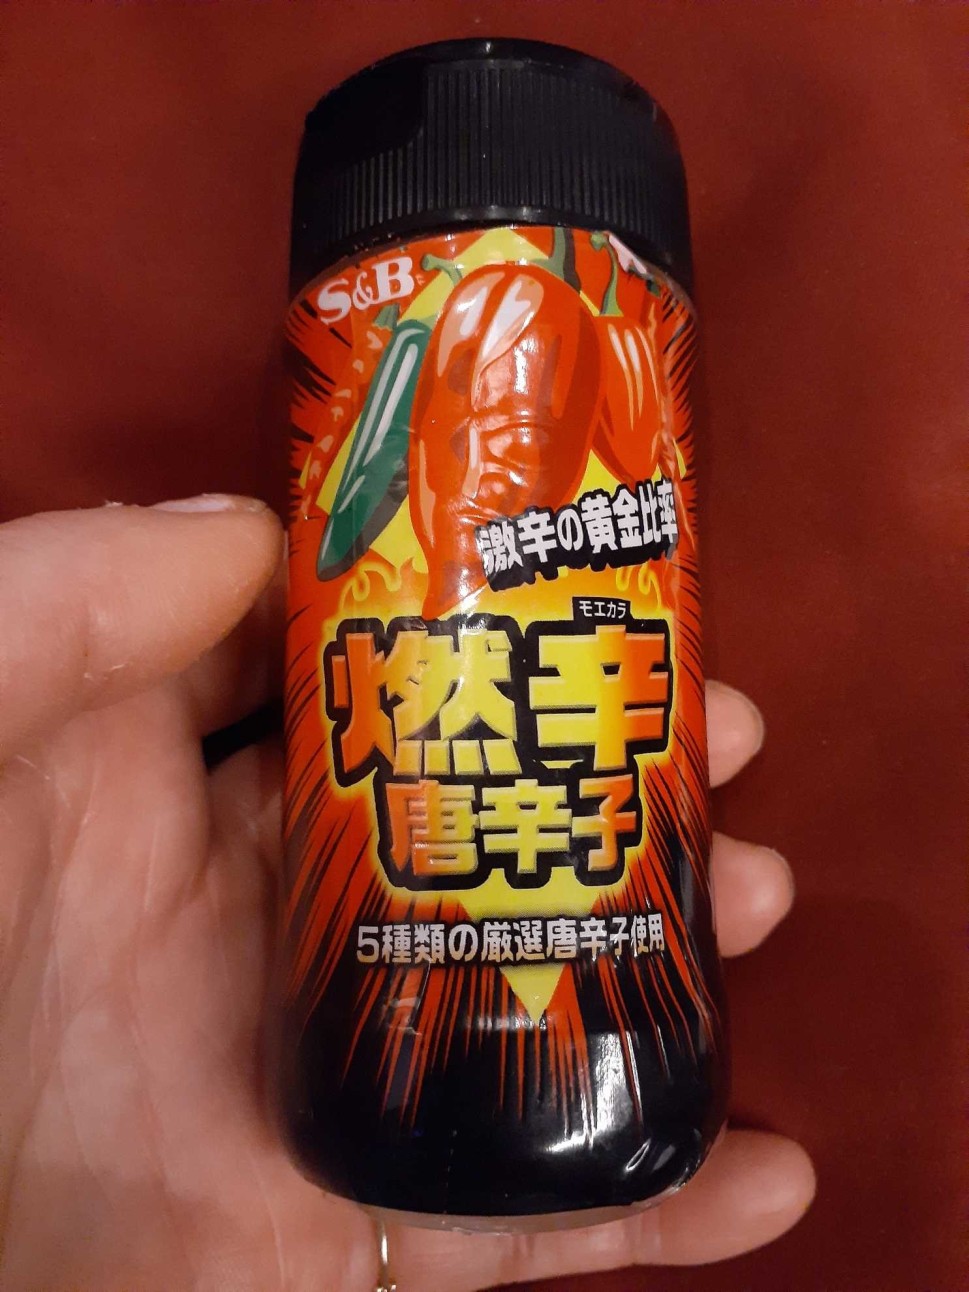 S&B
激辛の黄金比率
モエカラ
燃辛
唐辛子
5種類の厳選唐辛子使用